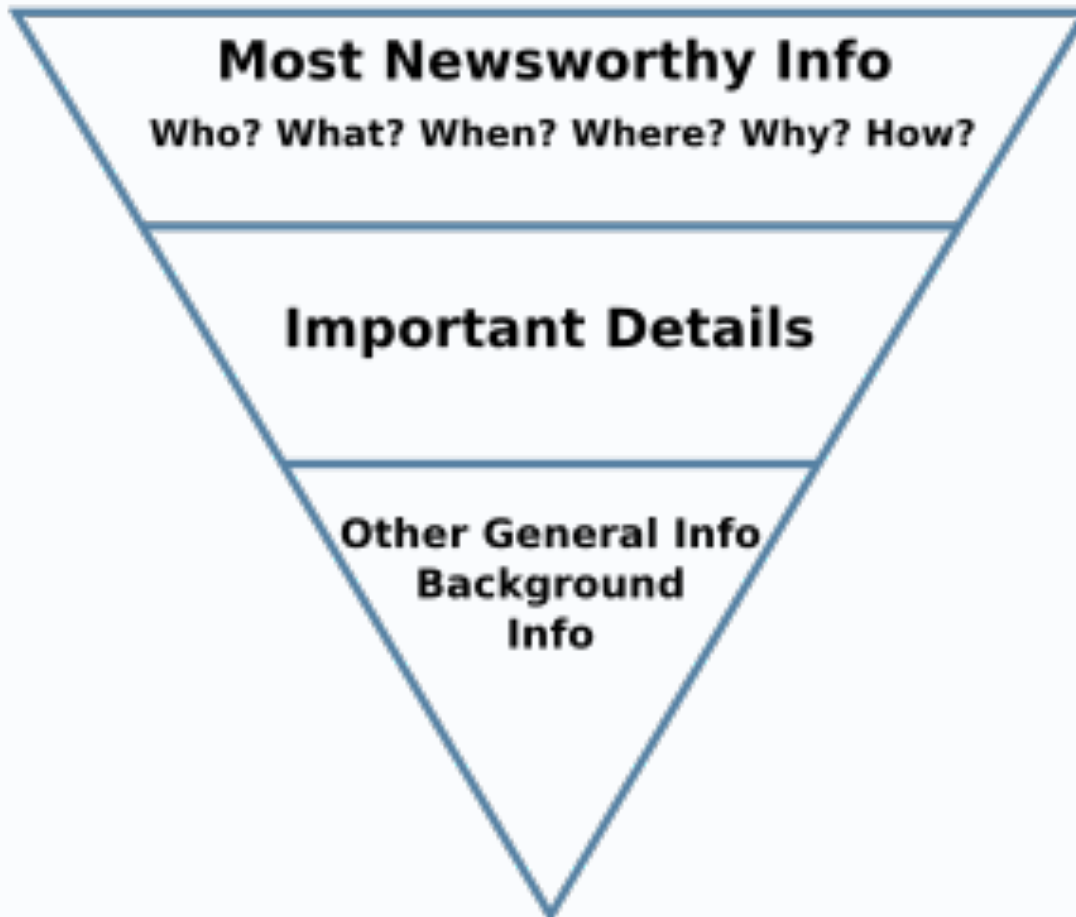 Most Newsworthy Info
Who? What? When? Where? Why? How?
Important Details
Other General Info
Background
Info